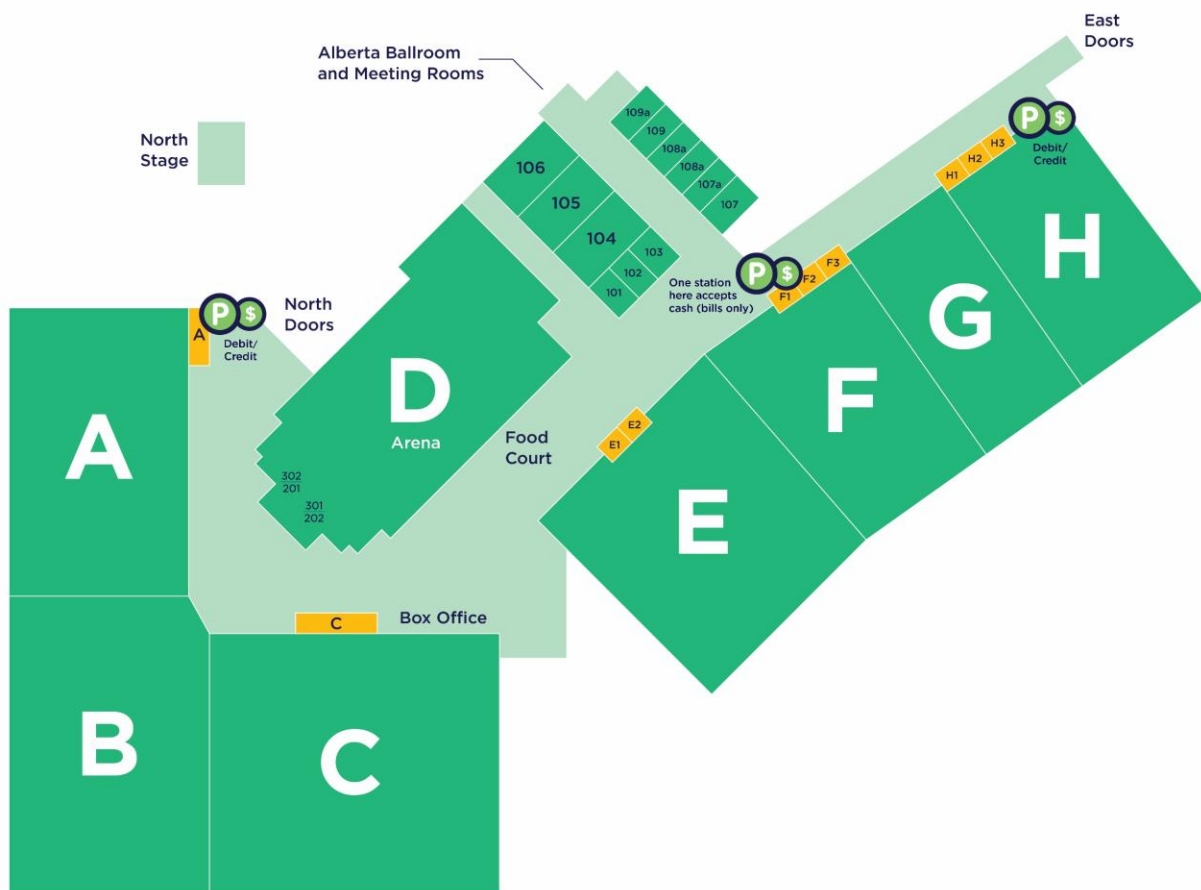 East
Doors
Alberta Ballroom
and Meeting Rooms
North
Stage
109a
109
108a
108a
107a
107
106
105
104
103
102
101
P $
Debit/
Credit
H1
H2
H3
H
P $
One station
here accepts
cash (bills only)
F1
F2
F3
G
F
North
Doors
P $
Debit/
Credit
A
A
D
Arena
302
201
301
202
Food
Court
E1
E2
E
Box Office
C
B
C